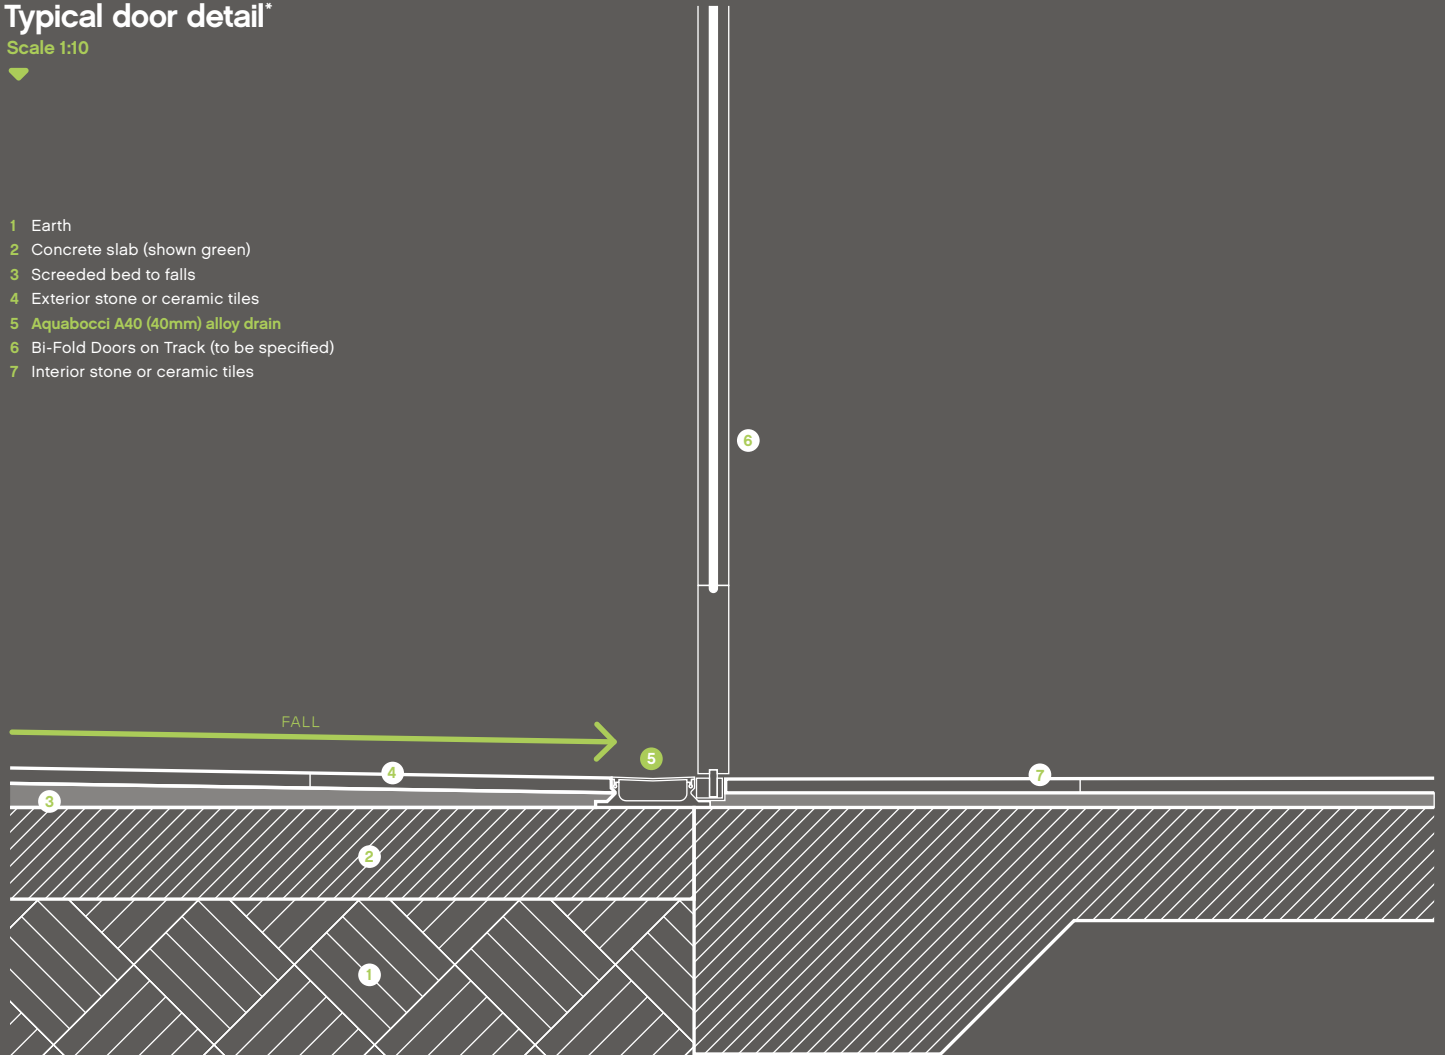 Typical door detail*
Scale 1:10
1 Earth
2 Concrete slab (shown green)
3 Screeded bed to falls
4 Exterior stone or ceramic tiles
5 Aquabocci A40 (40mm) alloy drain
6 Bi-Fold Doors on Track (to be specified)
7 Interior stone or ceramic tiles
6
FALL
5
4
7
3
2
1